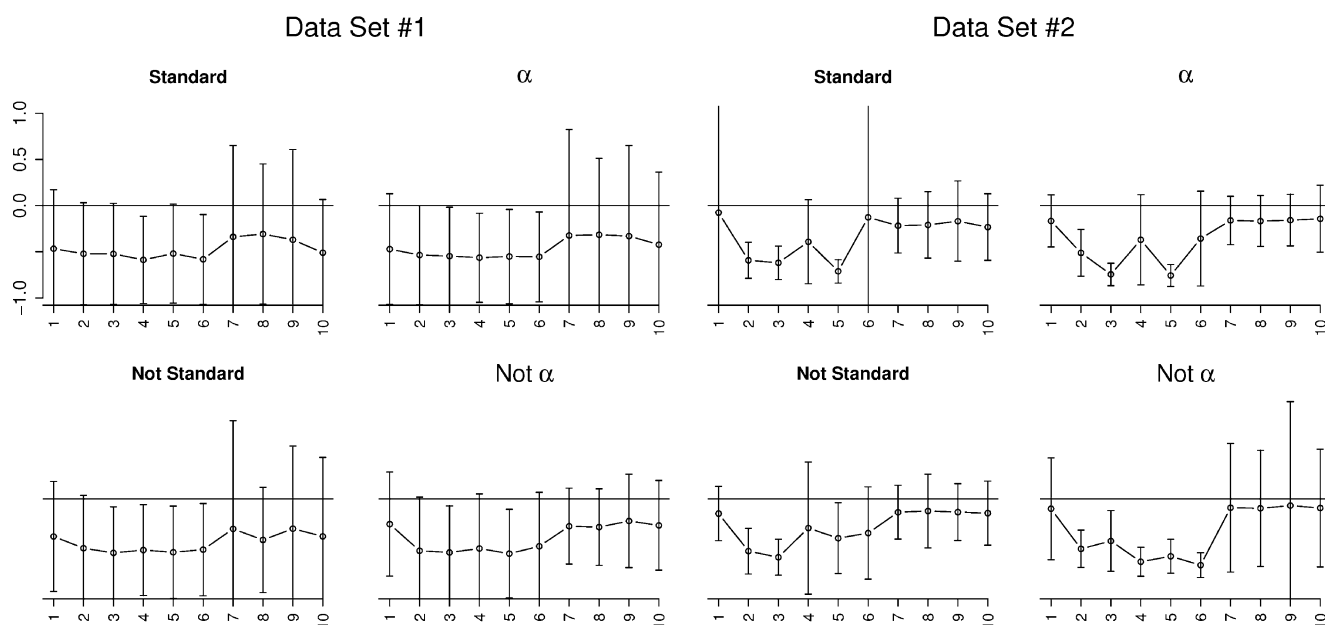 Data Set #1 Data Set #2
Standard α Standard α
1.0
0.5
0.0
−1.0
1 2 3 4 5 6 7 8 9 10 1 2 3 4 5 6 7 8 9 10 1 2 3 4 5 6 7 8 9 10 1 2 3 4 5 6 7 8 9 10
Not Standard Not α Not Standard Not α
1 2 3 4 5 6 7 8 9 10 1 2 3 4 5 6 7 8 9 10 1 2 3 4 5 6 7 8 9 10 1 2 3 4 5 6 7 8 9 10